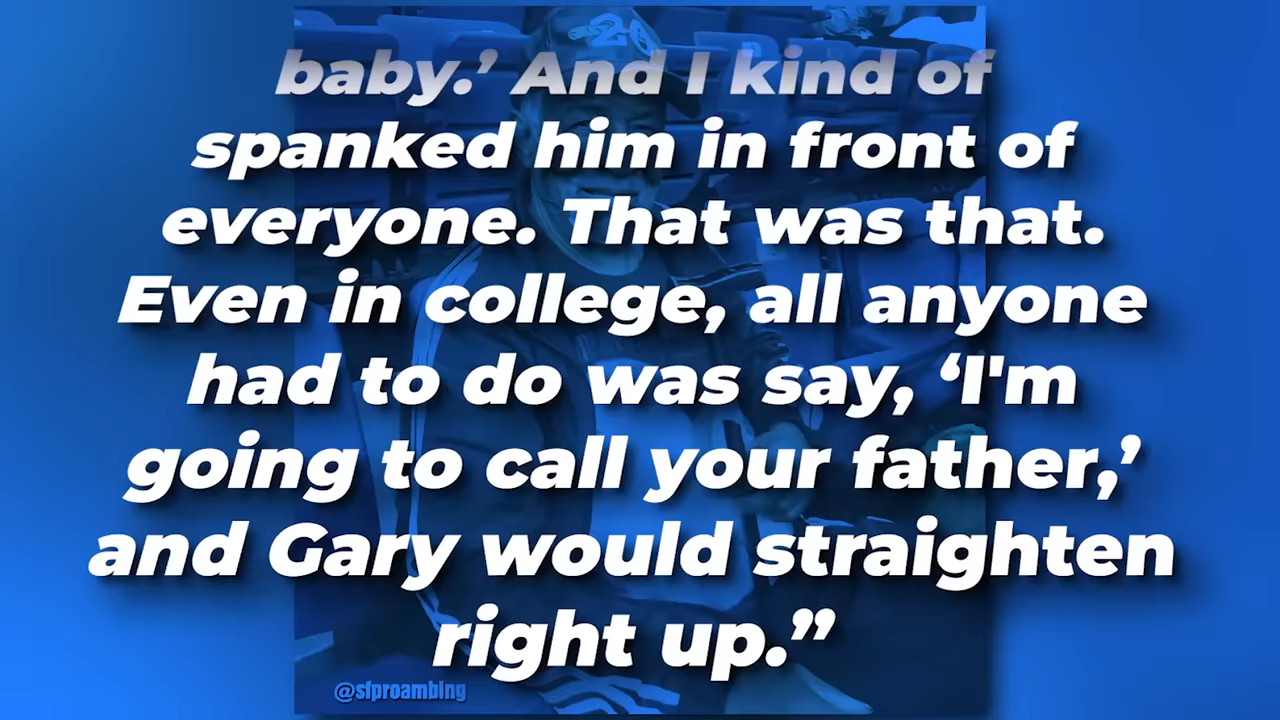 20
baby.’ And I kind of
spanked him in front of
everyone. That was that.
Even in college, all anyone
had to do was say, ‘I'm
going to call your father,’
and Gary would straighten
right up.”
@sfproambing